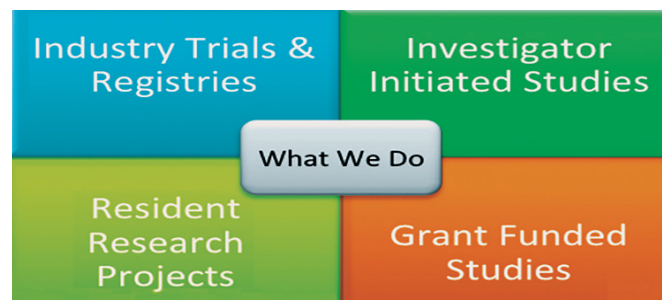 Industry Trials &
Registries
Investigator
Initiated Studies
What We Do
Resident
Research
Projects
Grant Funded
Studies